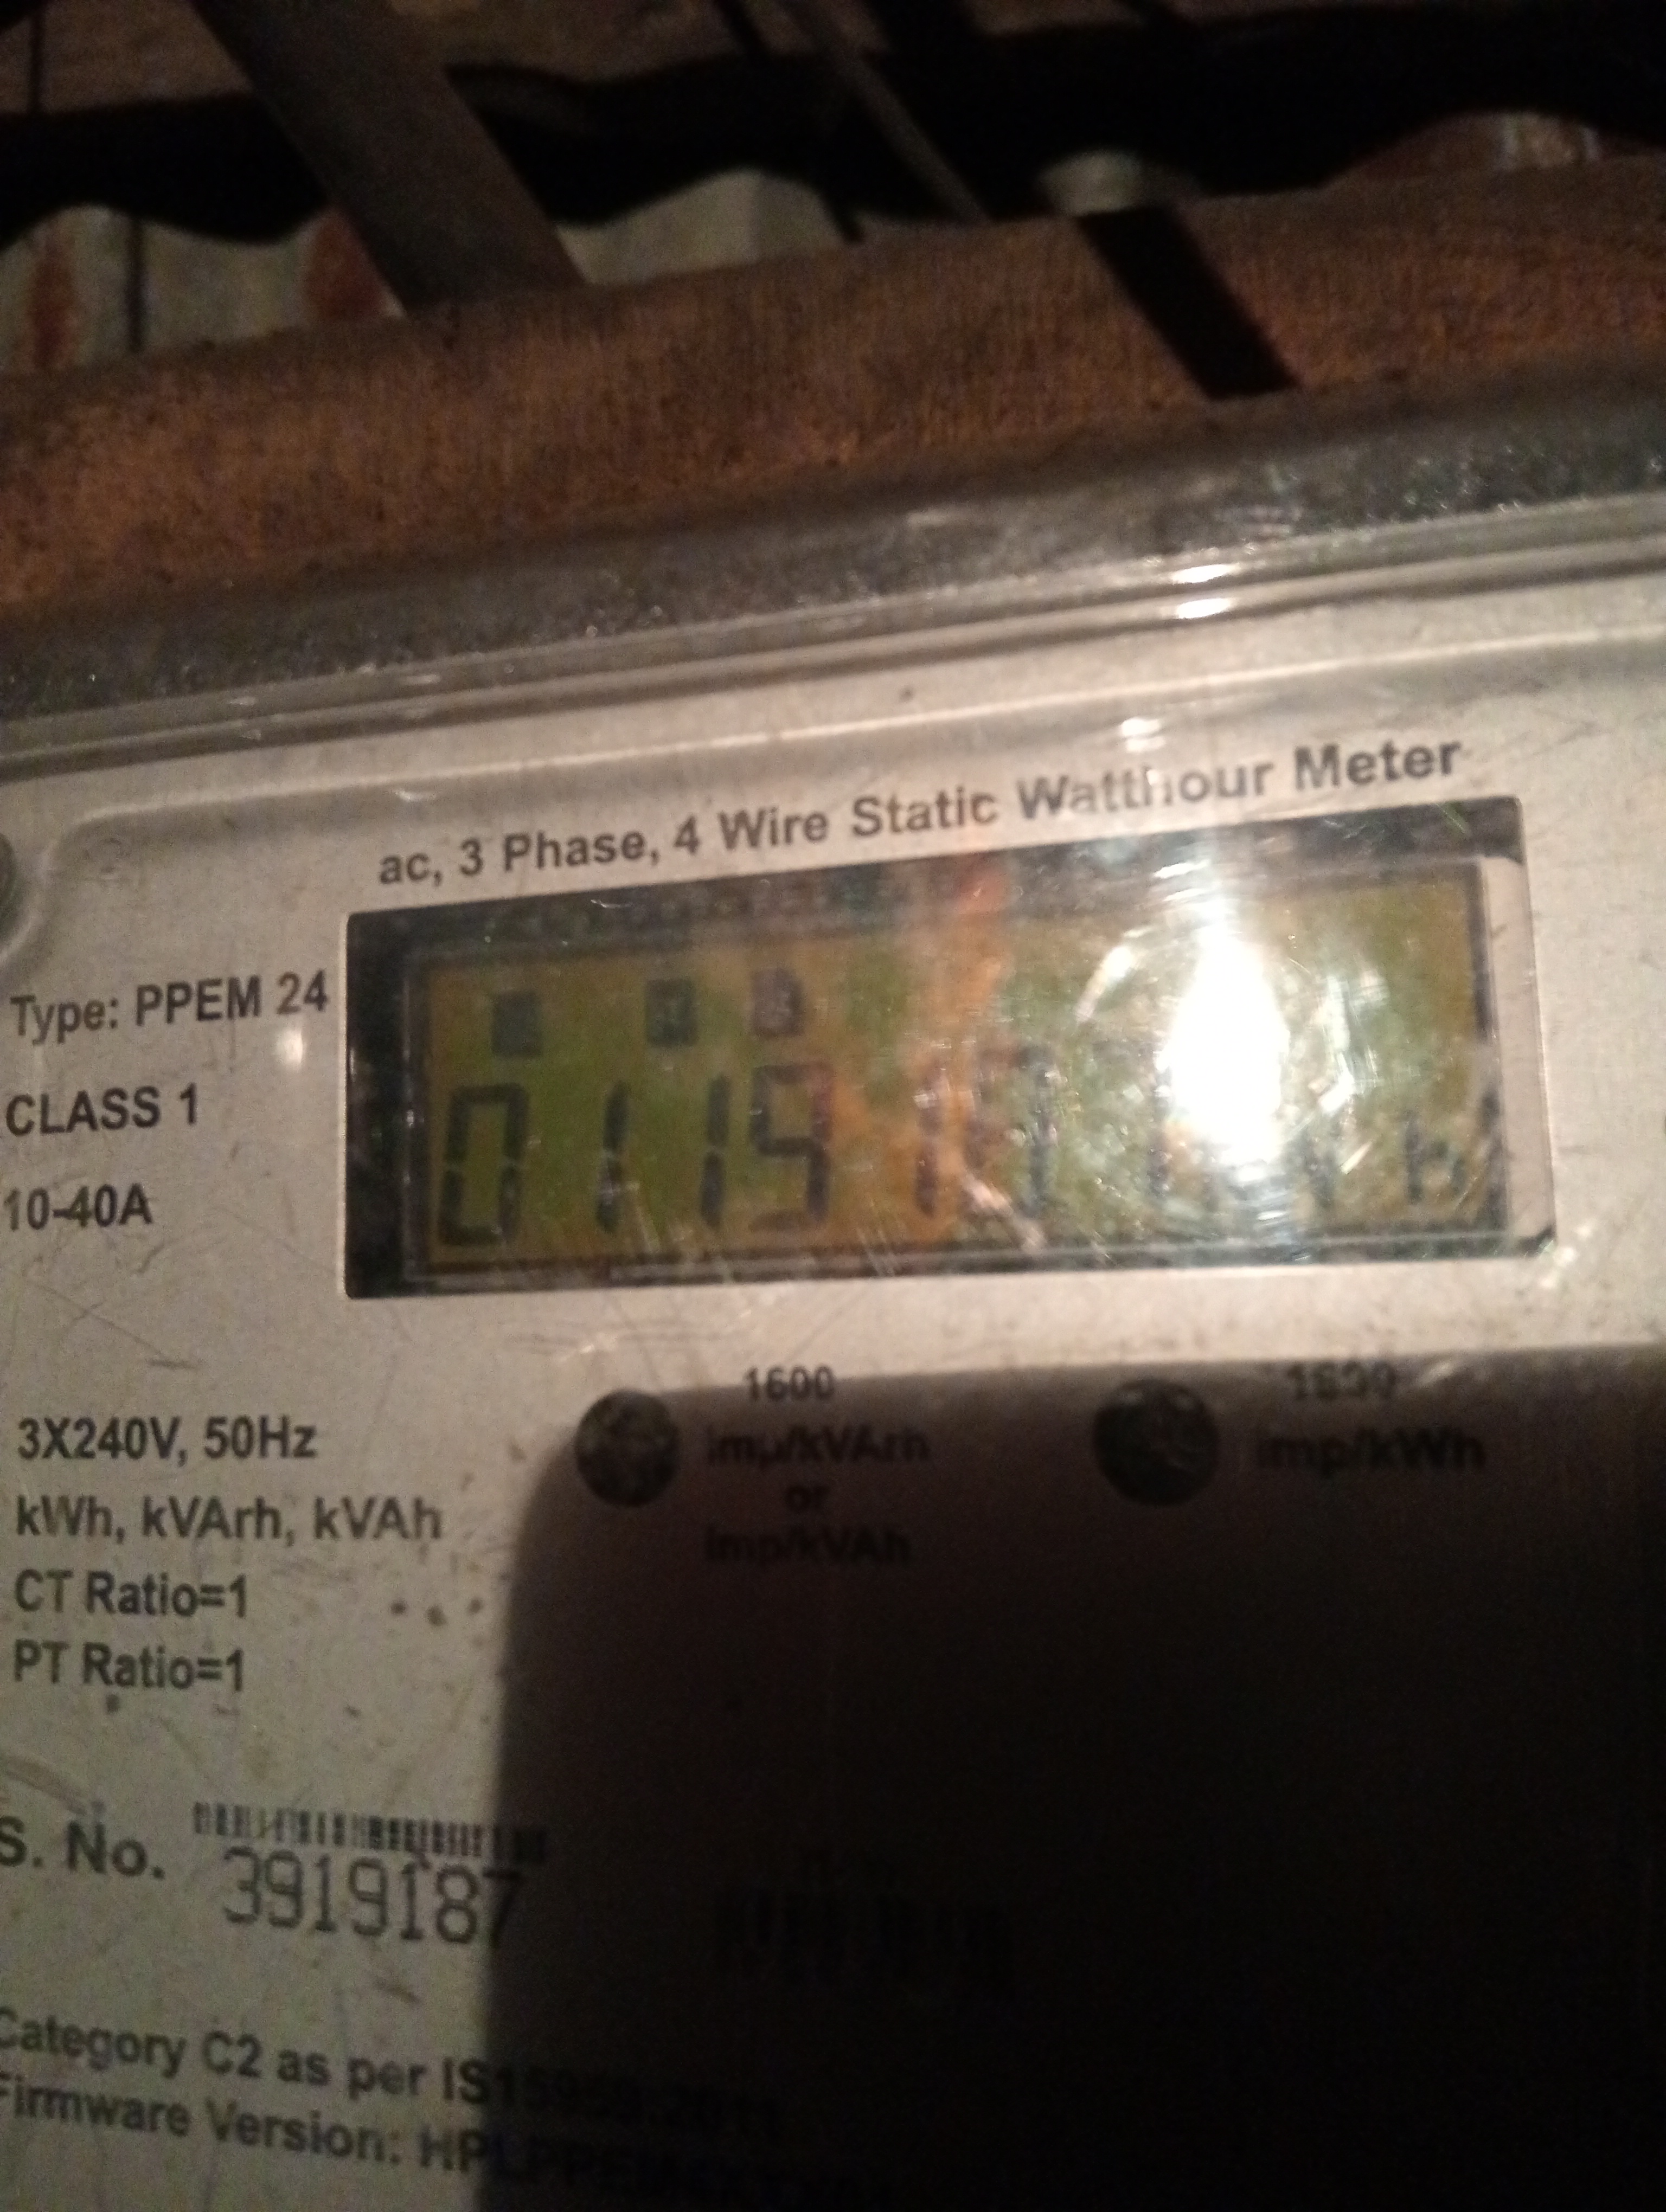 ac, 3 Phase, 4 Wire Static Watthour Meter
Type: PPEM 24
CLASS 1
10-40A
3X240V, 50Hz
kWh, kVArh, kVAh
CT Ratio=1
PT Ratio=1
1600
imp/kVArh
or
imp/kVAh
1600
imp/kWh
S. No.
3919187
Category C2 as per
Firmware Version: